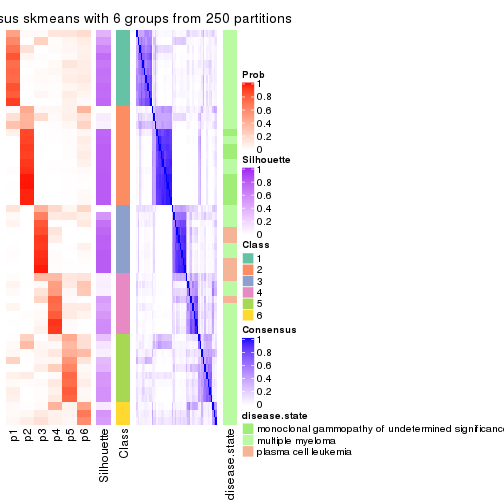 sus skmeans with 6 groups from 250 partitions
Prob
1
0.8
0.6
0.4
0.2
0
Silhouette
1
0.8
0.6
0.4
0.2
0
Class
1
2
3
4
5
6
Consensus
1
0.8
0.6
0.4
0.2
0
disease.state
monoclonal gammopathy of undetermined significance
multiple myeloma
plasma cell leukemia
p1
p2
p3
p4
p5
p6
Silhouette
Class
disease.state